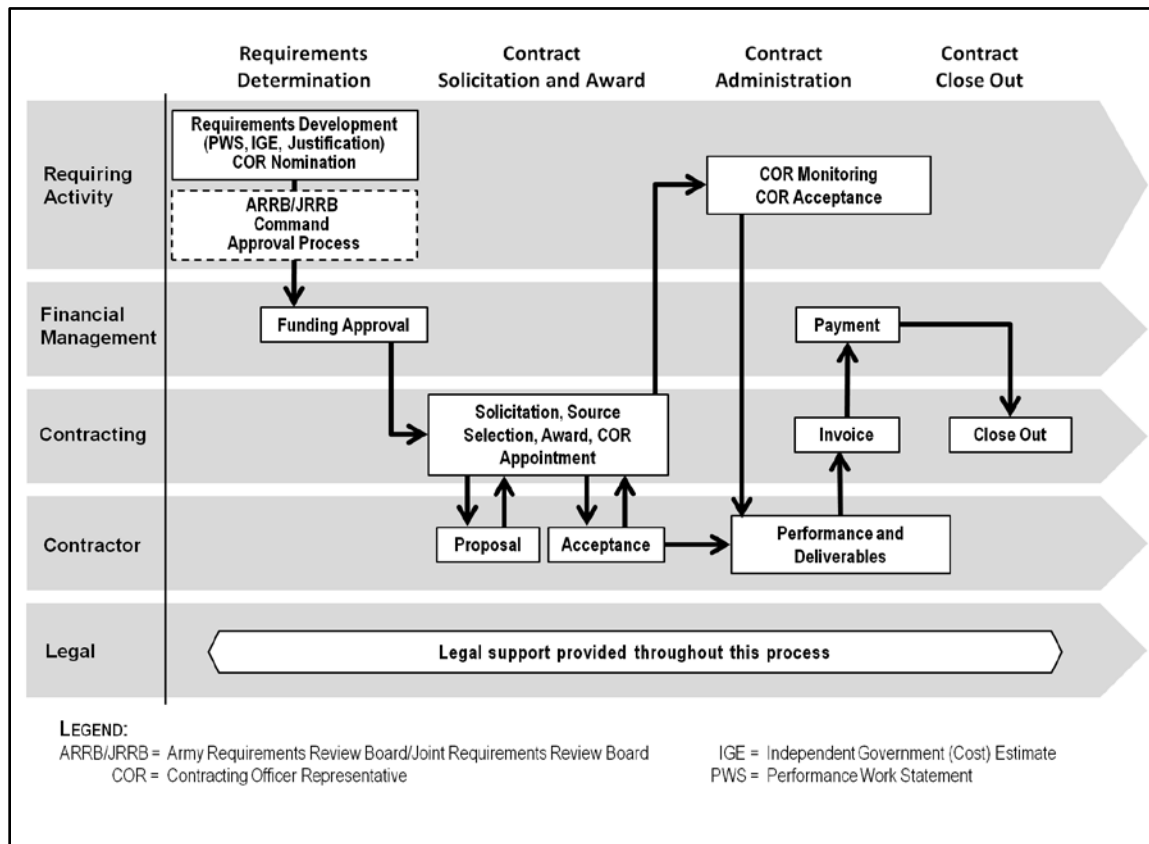 Requirements
Determination
Contract
Solicitation and Award
Contract
Administration
Contract
Close Out
Requiring
Activity
Requirements Development
(PWS, IGE, Justification)
COR Nomination
ARRB/JRRB
Command
Approval Process
COR Monitoring
COR Acceptance
Financial
Management
Funding Approval
Payment
Contracting
Solicitation, Source
Selection, Award, COR
Appointment
Invoice
Close Out
Contractor
Proposal
Acceptance
Performance and
Deliverables
Legal
Legal support provided throughout this process
LEGEND:
ARRB/JRRB = Army Requirements Review Board/Joint Requirements Review Board
COR = Contracting Officer Representative
IGE = Independent Government (Cost) Estimate
PWS = Performance Work Statement